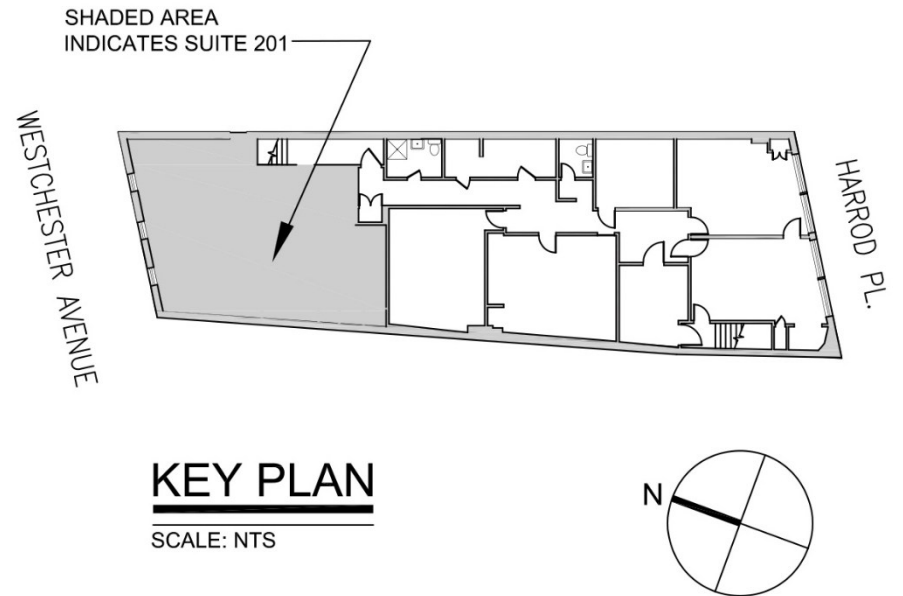 SHADED AREA
INDICATES SUITE 201
WESTCHESTER AVENUE
HARROD PL.
KEY PLAN
SCALE: NTS
N